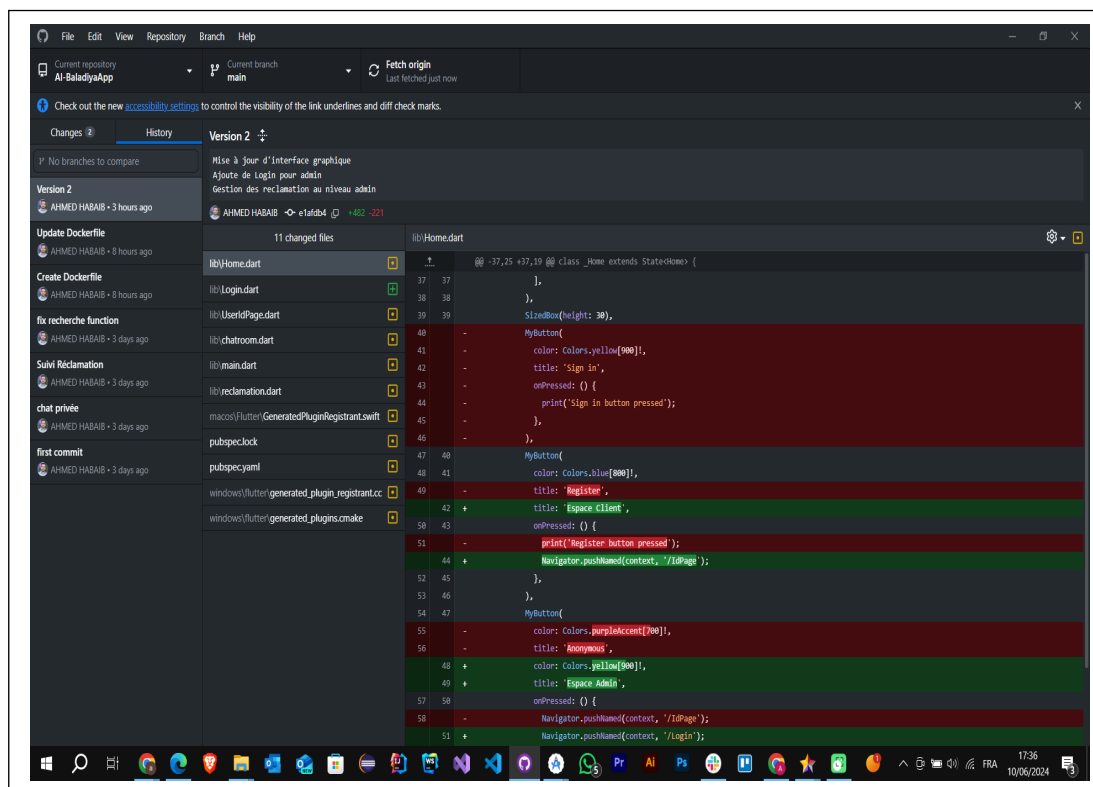 File Edit View Repository Branch Help
Current repository
Al-BaladiyaApp
Current branch
main
Fetch origin
Last fetched just now
Check out the new accessibility settings to control the visibility of the link underlines and diff check marks.
Changes 2 History
No branches to compare
Version 2
AHMED HABAIB • 3 hours ago
Update Dockerfile
AHMED HABAIB • 8 hours ago
Create Dockerfile
AHMED HABAIB • 8 hours ago
fix recherche function
AHMED HABAIB • 3 days ago
Suivi Réclamation
AHMED HABAIB • 3 days ago
chat privée
AHMED HABAIB • 3 days ago
first commit
AHMED HABAIB • 3 days ago
Version 2
Mise à jour d'interface graphique
Ajoute de Login pour admin
Gestion des reclamation au niveau admin
AHMED HABAIB e1afdb4 +482 -221
11 changed files
lib\Home.dart
lib\Login.dart
lib\UserIdPage.dart
lib\chatroom.dart
lib\main.dart
lib\reclamation.dart
macos\Flutter\GeneratedPluginRegistrant.swift
pubspec.lock
pubspec.yaml
windows\flutter\generated_plugin_registrant.cc
windows\flutter\generated_plugins.cmake
lib\Home.dart
@@ -37,25 +37,19 @@ class _Home extends State<Home> {
37 37 ],
38 38 ),
39 39 SizedBox(height: 30),
40 - MyButton(
41 - color: Colors.yellow[900]!,
42 - title: 'Sign in',
43 - onPressed: () {
44 - print('Sign in button pressed');
45 - },
46 - ),
47 40 MyButton(
48 41 color: Colors.blue[800]!,
49 - title: 'Register',
42 + title: 'Espace Client',
50 43 onPressed: () {
51 - print('Register button pressed');
44 + Navigator.pushNamed(context, '/IdPage');
52 45 },
53 46 ),
54 47 MyButton(
55 - color: Colors.purpleAccent[700]!,
56 - title: 'Anonymous',
48 + color: Colors.yellow[900]!,
49 + title: 'Espace Admin',
57 50 onPressed: () {
58 - Navigator.pushNamed(context, '/IdPage');
51 + Navigator.pushNamed(context, '/Login');
NEW
WS
5
Pr
Ai
Ps
FRA
17:36
10/06/2024
3